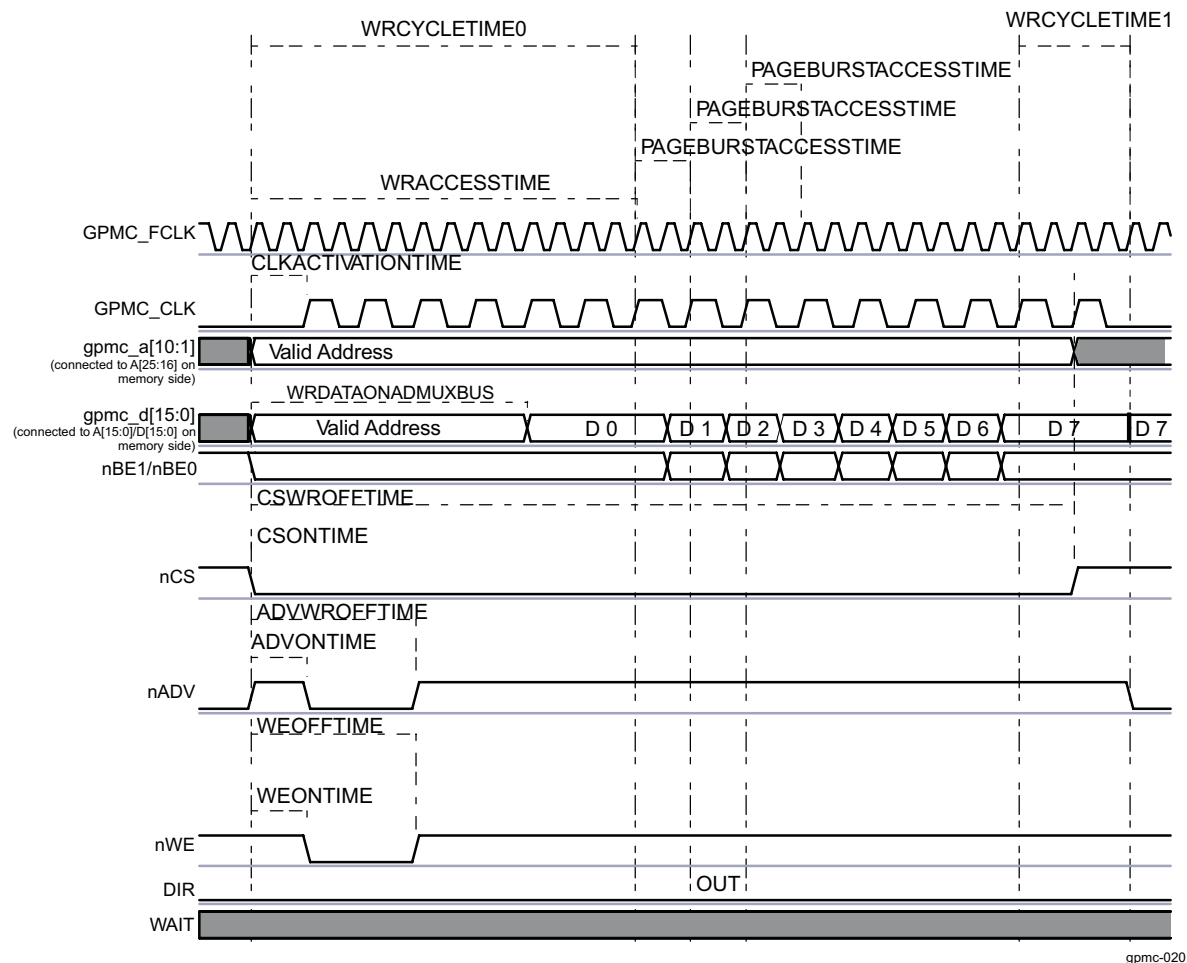 WRCYCLETIME0
WRCYCLETIME1
PAGEBURSTACCESSTIME
PAGEBURSTACCESSTIME
PAGEBURSTACCESSTIME
WRACCESSTIME
GPMC_FCLK
CLKACTIVATIONTIME
GPMC_CLK
gpmc_a[10:1]
(connected to A[25:16] on
memory side)
Valid Address
WRDATAONADMUXBUS
gpmc_d[15:0]
(connected to A[15:0]/D[15:0] on
memory side)
Valid Address D 0 D 1 D 2 D 3 D 4 D 5 D 6 D 7 D 7
nBE1/nBE0
CSWROFFTIME
CSONTIME
nCS
ADVWROFFTIME
ADVONTIME
nADV
WEOFFTIME
WEONTIME
nWE
DIR OUT
WAIT
gpmc-020